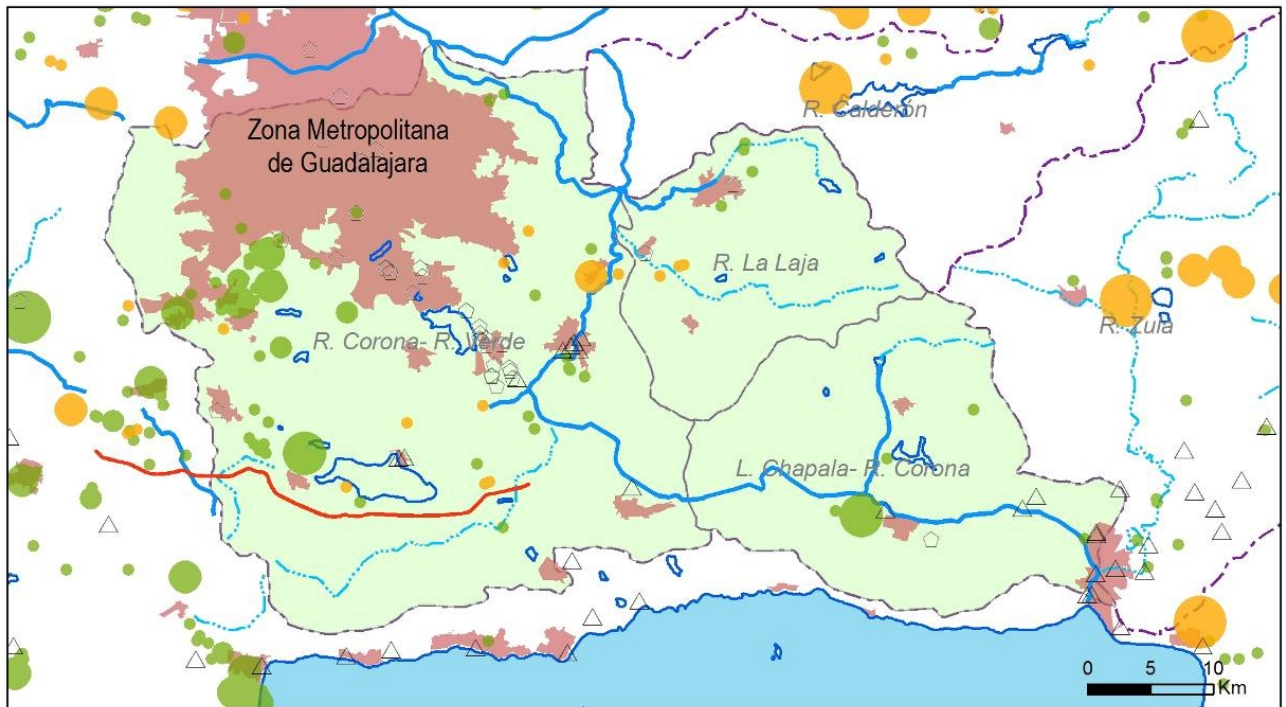 R. Calderón
Zona Metropolitana
de Guadalajara
R. La Laja
R. Zula
R. Corona- R. Verde
L. Chapala- R. Corona
0 5 10
Km